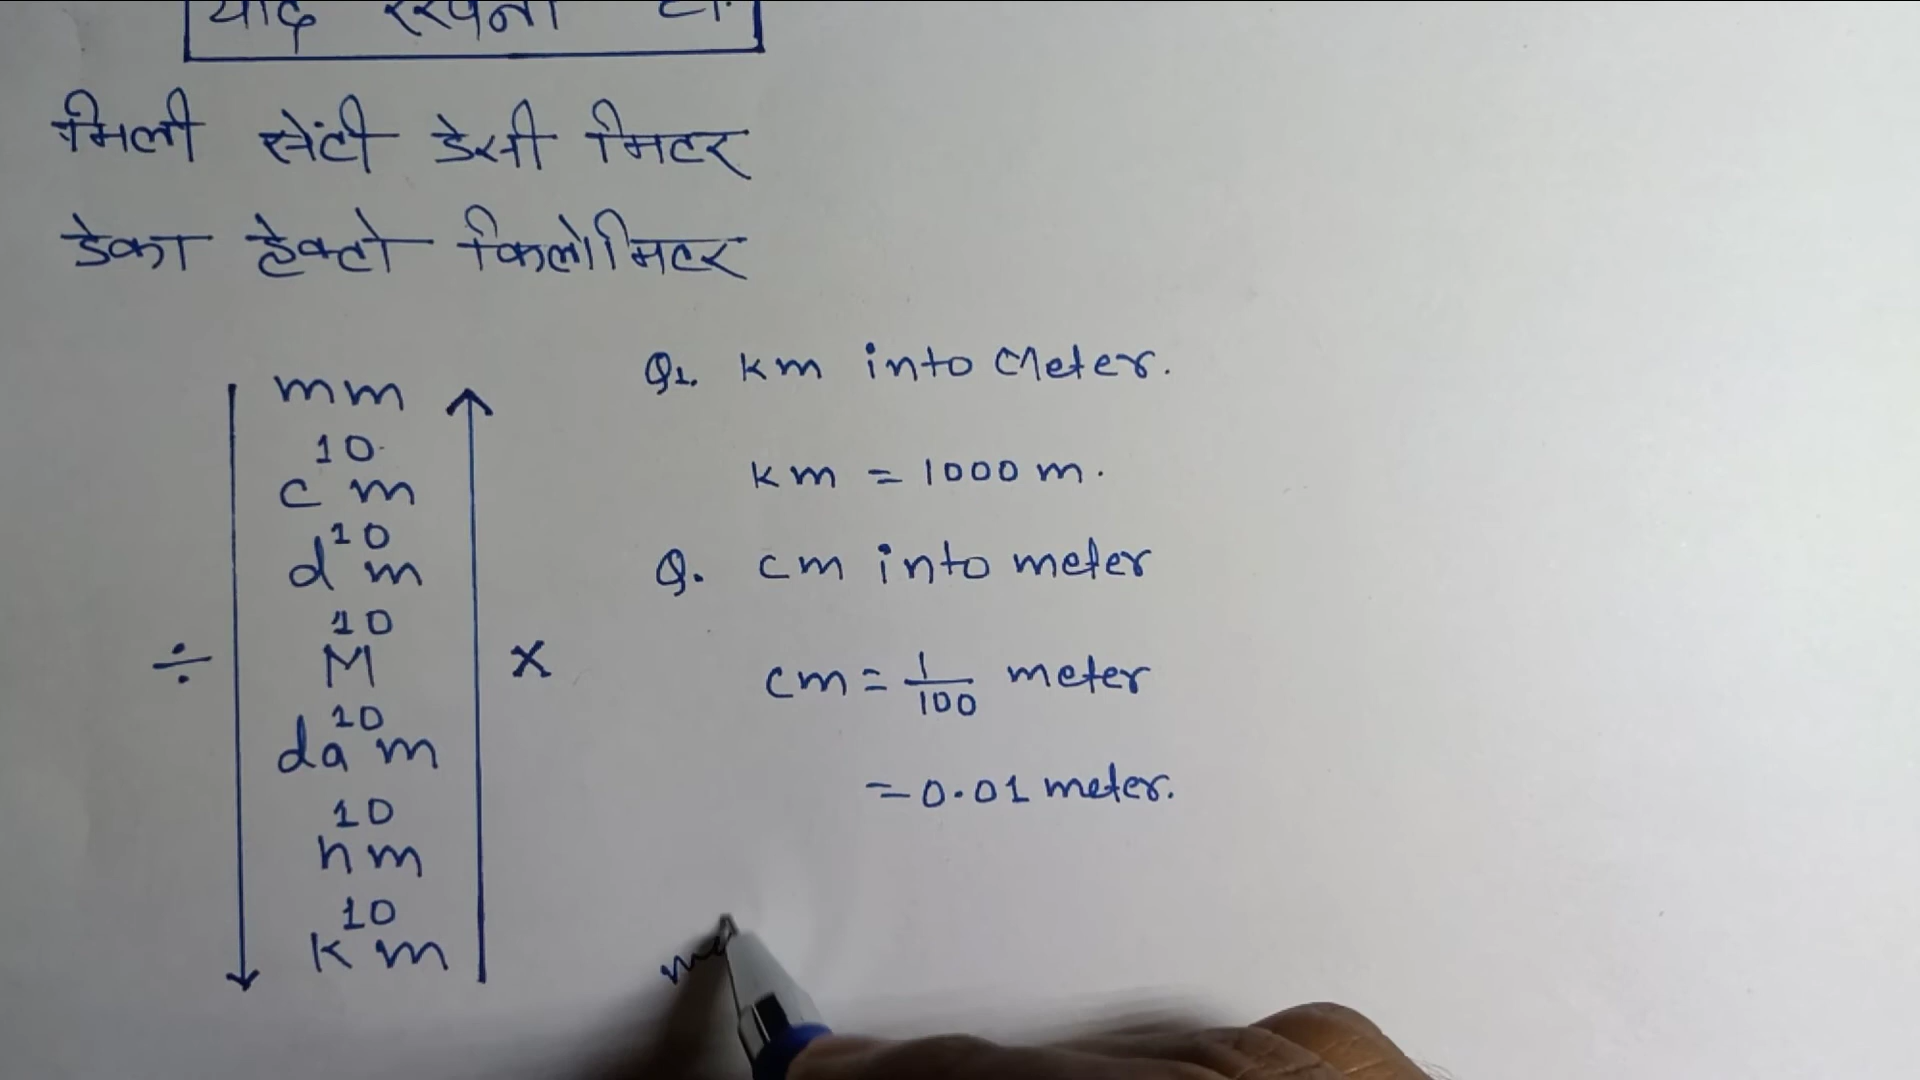 याद रखना
मिली सेंटी डेसी मिटर
डेका हेक्टो किलोमिटर
mm
10
cm
10
dm
10
M
10
dam
10
hm
10
km
÷
×
Q1. km into Meter.
km = 1000 m.
Q. cm into meter
cm = 1/100 meter
= 0.01 meter.